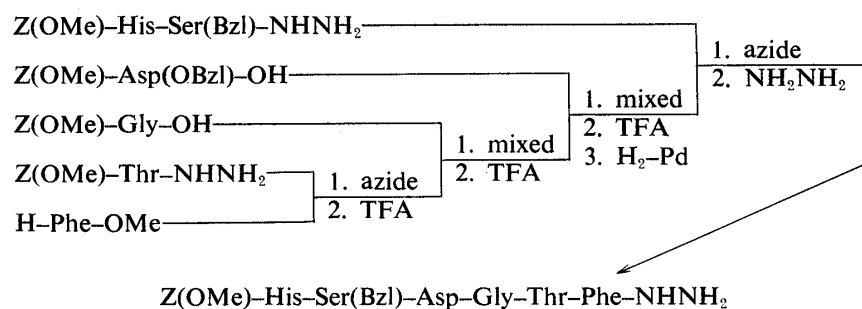 Z(OMe)–His–Ser(Bzl)–NHNH₂
1. azide
2. NH₂NH₂
Z(OMe)–Asp(OBzl)–OH
1. mixed
2. TFA
3. H₂–Pd
Z(OMe)–Gly–OH
1. mixed
2. TFA
Z(OMe)–Thr–NHNH₂
1. azide
2. TFA
H–Phe–OMe
Z(OMe)–His–Ser(Bzl)–Asp–Gly–Thr–Phe–NHNH₂